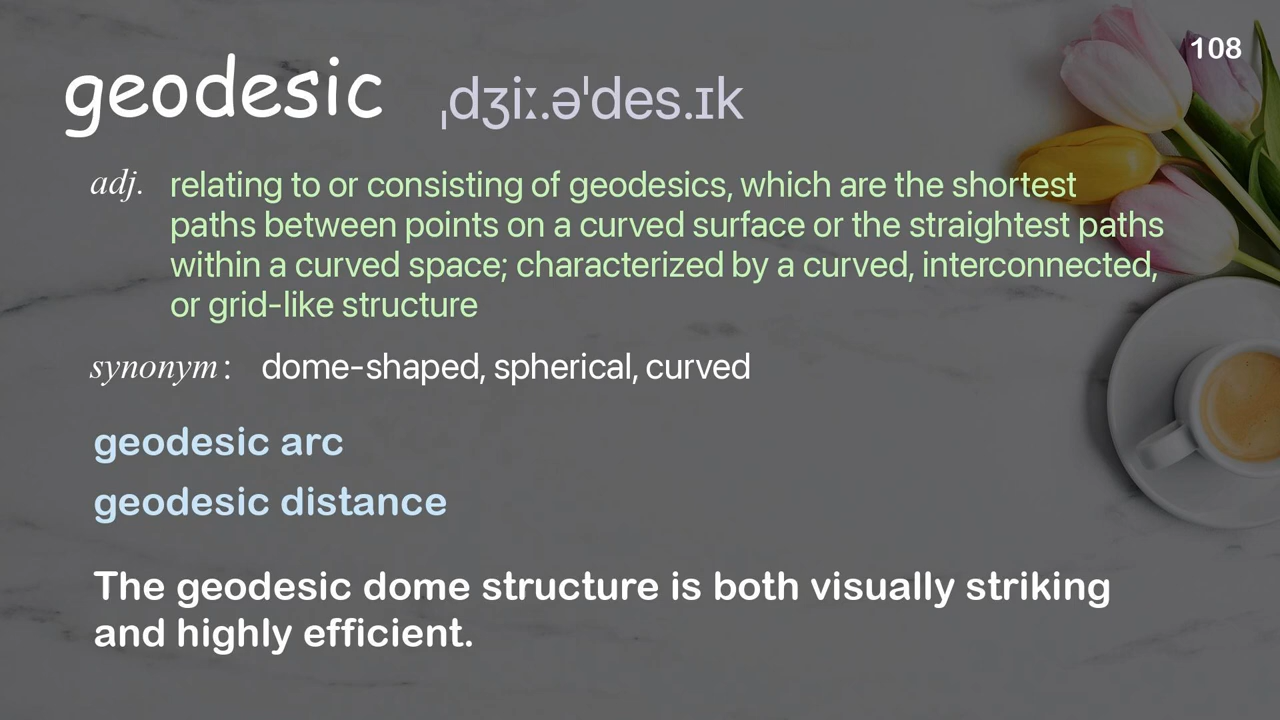 108
geodesic ˌdʒiː.əˈdes.ɪk
adj. relating to or consisting of geodesics, which are the shortest
paths between points on a curved surface or the straightest paths
within a curved space; characterized by a curved, interconnected,
or grid-like structure
synonym: dome-shaped, spherical, curved
geodesic arc
geodesic distance
The geodesic dome structure is both visually striking
and highly efficient.